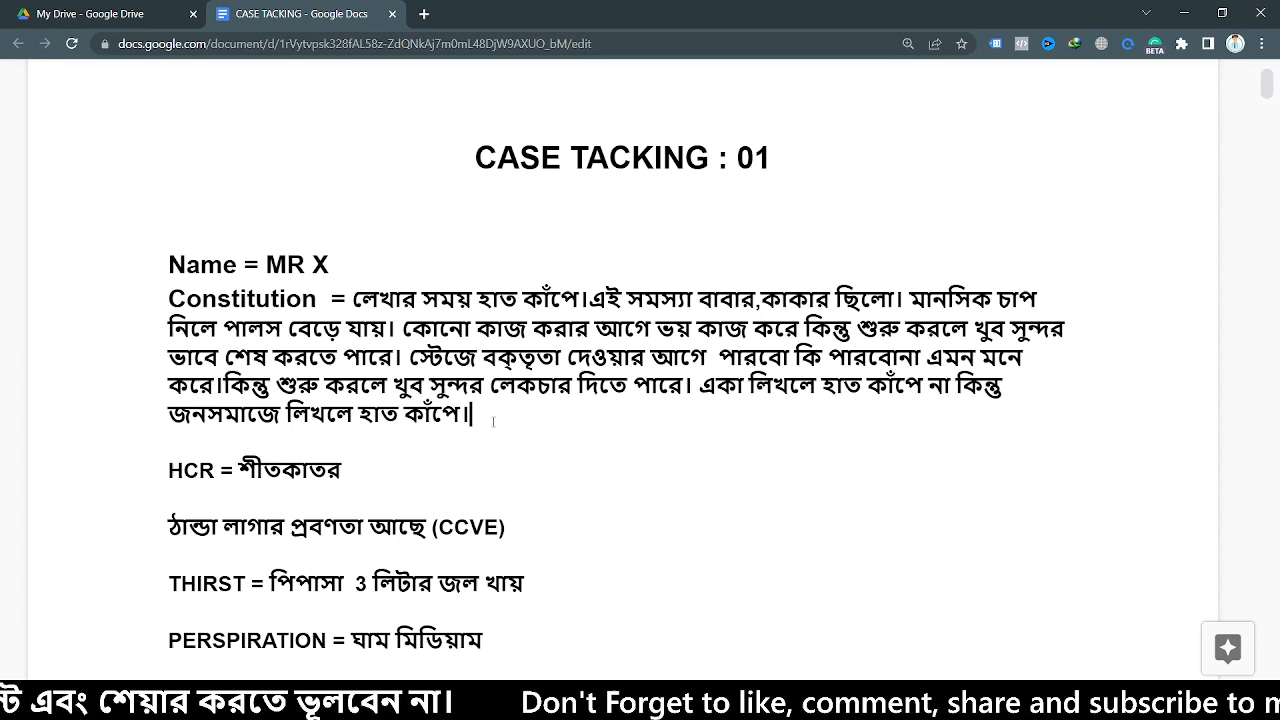 My Drive - Google Drive
CASE TACKING - Google Docs
docs.google.com/document/d/1rVytvpsk328fAL58z-ZdQNkAj7m0mL48DjW9AXUO_bM/edit
BETA
CASE TACKING : 01
Name = MR X
Constitution = লেখার সময় হাত কাঁপে।এই সমস্যা বাবার,কাকার ছিলো। মানসিক চাপ
নিলে পালস বেড়ে যায়। কোনো কাজ করার আগে ভয় কাজ করে কিন্তু শুরু করলে খুব সুন্দর
ভাবে শেষ করতে পারে। স্টেজে বক্তৃতা দেওয়ার আগে পারবো কি পারবোনা এমন মনে
করে।কিন্তু শুরু করলে খুব সুন্দর লেকচার দিতে পারে। একা লিখলে হাত কাঁপে না কিন্তু
জনসমাজে লিখলে হাত কাঁপে।
HCR = শীতকাতর
ঠান্ডা লাগার প্রবণতা আছে (CCVE)
THIRST = পিপাসা 3 লিটার জল খায়
PERSPIRATION = ঘাম মিডিয়াম
এবং শেয়ার করতে ভূলবেন না। Don't Forget to like, comment, share and subscribe to